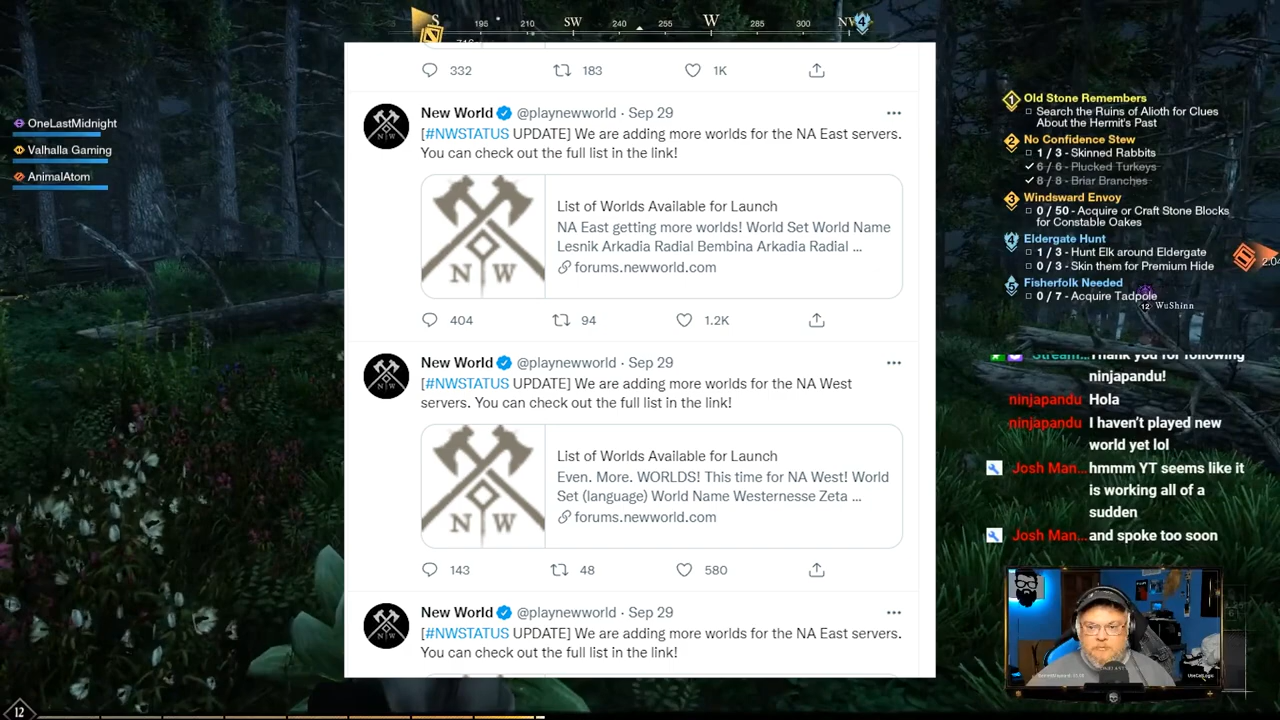 S 195 210 SW 240 255 W 285 300 NW 4
332 183 1K
New World @playnewworld · Sep 29
[#NWSTATUS UPDATE] We are adding more worlds for the NA East servers.
You can check out the full list in the link!
List of Worlds Available for Launch
NA East getting more worlds! World Set World Name
Lesnik Arkadia Radial Bembina Arkadia Radial ...
forums.newworld.com
N W
404 94 1.2K
New World @playnewworld · Sep 29
[#NWSTATUS UPDATE] We are adding more worlds for the NA West
servers. You can check out the full list in the link!
List of Worlds Available for Launch
Even. More. WORLDS! This time for NA West! World
Set (language) World Name Westernesse Zeta ...
forums.newworld.com
N W
143 48 580
New World @playnewworld · Sep 29
[#NWSTATUS UPDATE] We are adding more worlds for the NA East servers.
You can check out the full list in the link!
OneLastMidnight
Valhalla Gaming
AnimalAtom
1 Old Stone Remembers
Search the Ruins of Alioth for Clues
About the Hermit's Past
2 No Confidence Stew
1 / 3 - Skinned Rabbits
6 / 6 - Plucked Turkeys
8 / 8 - Briar Branches
3 Windsward Envoy
0 / 50 - Acquire or Craft Stone Blocks
for Constable Oakes
4 Eldergate Hunt
1 / 3 - Hunt Elk around Eldergate
0 / 3 - Skin them for Premium Hide
5 Fisherfolk Needed
0 / 7 - Acquire Tadpole
12 WuShinn
2.04
Stream... Thank you for following
ninjapandu!
ninjapandu Hola
ninjapandu I haven't played new
world yet lol
Josh Man... hmmm YT seems like it
is working all of a
sudden
Josh Man... and spoke too soon
12